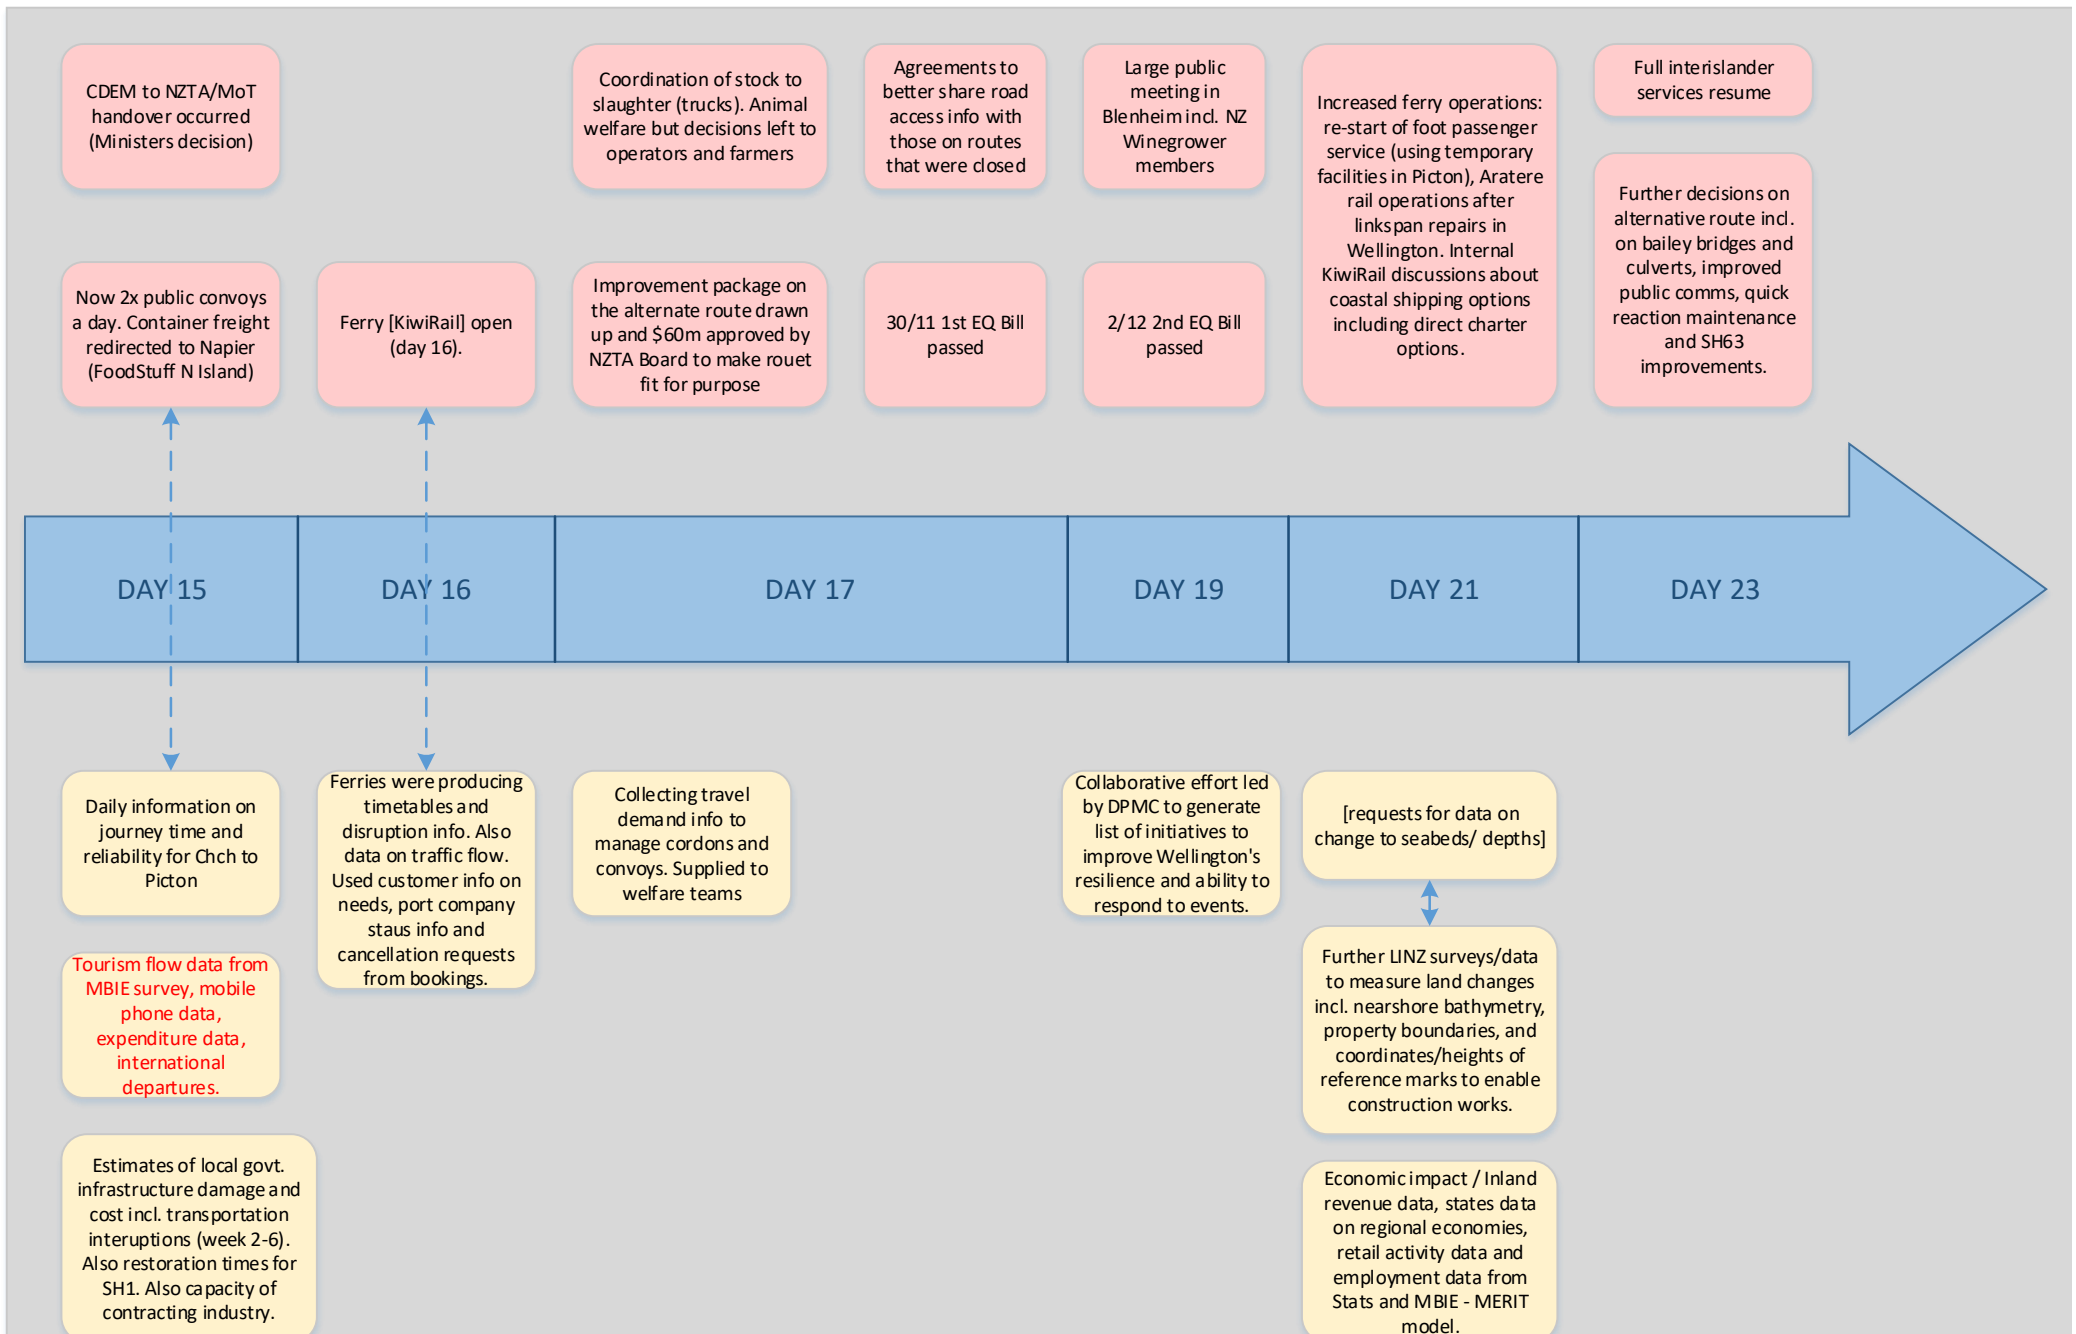 CDEM to NZTA/MoT
handover occurred
(Ministers decision)
Coordination of stock to
slaughter (trucks). Animal
welfare but decisions left to
operators and farmers
Agreements to
better share road
access info with
those on routes
that were closed
Large public
meeting in
Blenheim incl. NZ
Winegrower
members
Increased ferry operations:
re-start of foot passenger
service (using temporary
facilities in Picton), Aratere
rail operations after
linkspan repairs in
Wellington. Internal
KiwiRail discussions about
coastal shipping options
including direct charter
options.
Full interislander
services resume
Further decisions on
alternative route incl.
on bailey bridges and
culverts, improved
public comms, quick
reaction maintenance
and SH63
improvements.
Now 2x public convoys
a day. Container freight
redirected to Napier
(FoodStuff N Island)
Ferry [KiwiRail] open
(day 16).
Improvement package on
the alternate route drawn
up and $60m approved by
NZTA Board to make rouet
fit for purpose
30/11 1st EQ Bill
passed
2/12 2nd EQ Bill
passed
DAY 15
DAY 16
DAY 17
DAY 19
DAY 21
DAY 23
Daily information on
journey time and
reliability for Chch to
Picton
Ferries were producing
timetables and
disruption info. Also
data on traffic flow.
Used customer info on
needs, port company
staus info and
cancellation requests
from bookings.
Collecting travel
demand info to
manage cordons and
convoys. Supplied to
welfare teams
Collaborative effort led
by DPMC to generate
list of initiatives to
improve Wellington's
resilience and ability to
respond to events.
[requests for data on
change to seabeds/ depths]
Tourism flow data from
MBIE survey, mobile
phone data,
expenditure data,
international
departures.
Further LINZ surveys/data
to measure land changes
incl. nearshore bathymetry,
property boundaries, and
coordinates/heights of
reference marks to enable
construction works.
Estimates of local govt.
infrastructure damage and
cost incl. transportation
interuptions (week 2-6).
Also restoration times for
SH1. Also capacity of
contracting industry.
Economic impact / Inland
revenue data, states data
on regional economies,
retail activity data and
employment data from
Stats and MBIE - MERIT
model.